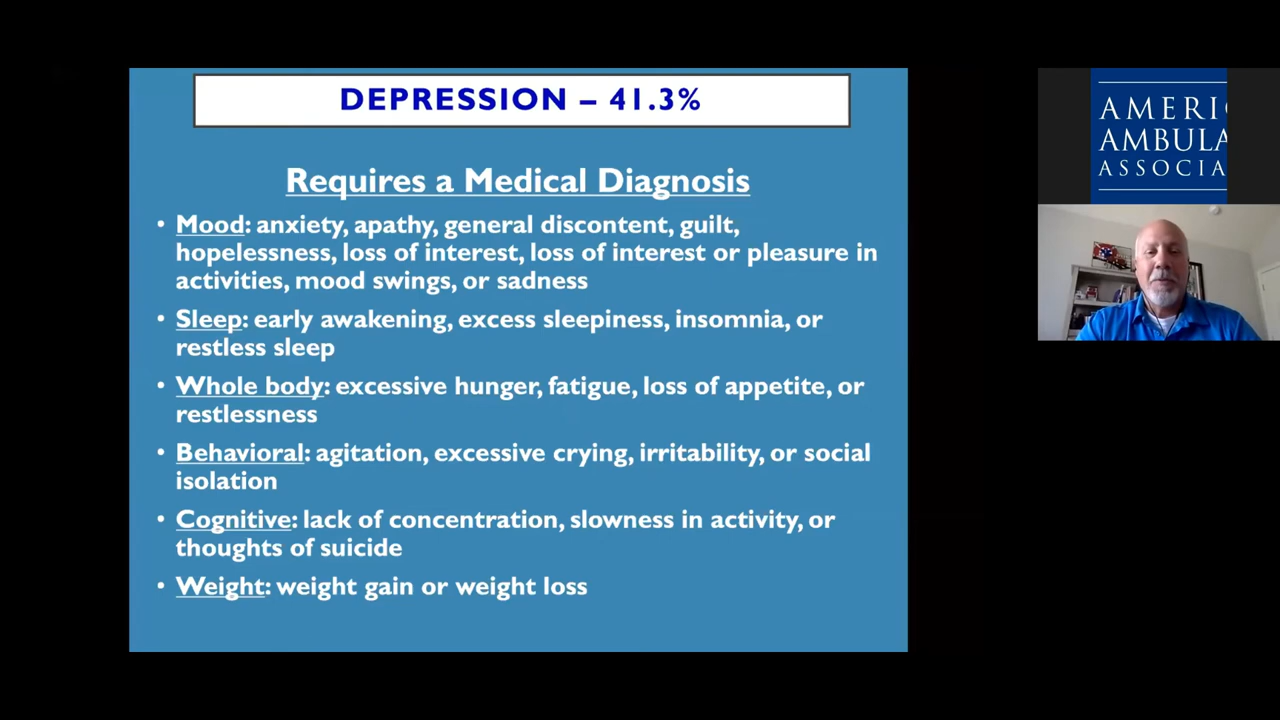 DEPRESSION – 41.3%
Requires a Medical Diagnosis
• Mood: anxiety, apathy, general discontent, guilt,
hopelessness, loss of interest, loss of interest or pleasure in
activities, mood swings, or sadness
• Sleep: early awakening, excess sleepiness, insomnia, or
restless sleep
• Whole body: excessive hunger, fatigue, loss of appetite, or
restlessness
• Behavioral: agitation, excessive crying, irritability, or social
isolation
• Cognitive: lack of concentration, slowness in activity, or
thoughts of suicide
• Weight: weight gain or weight loss
AMERI
AMBULA
ASSOCIA